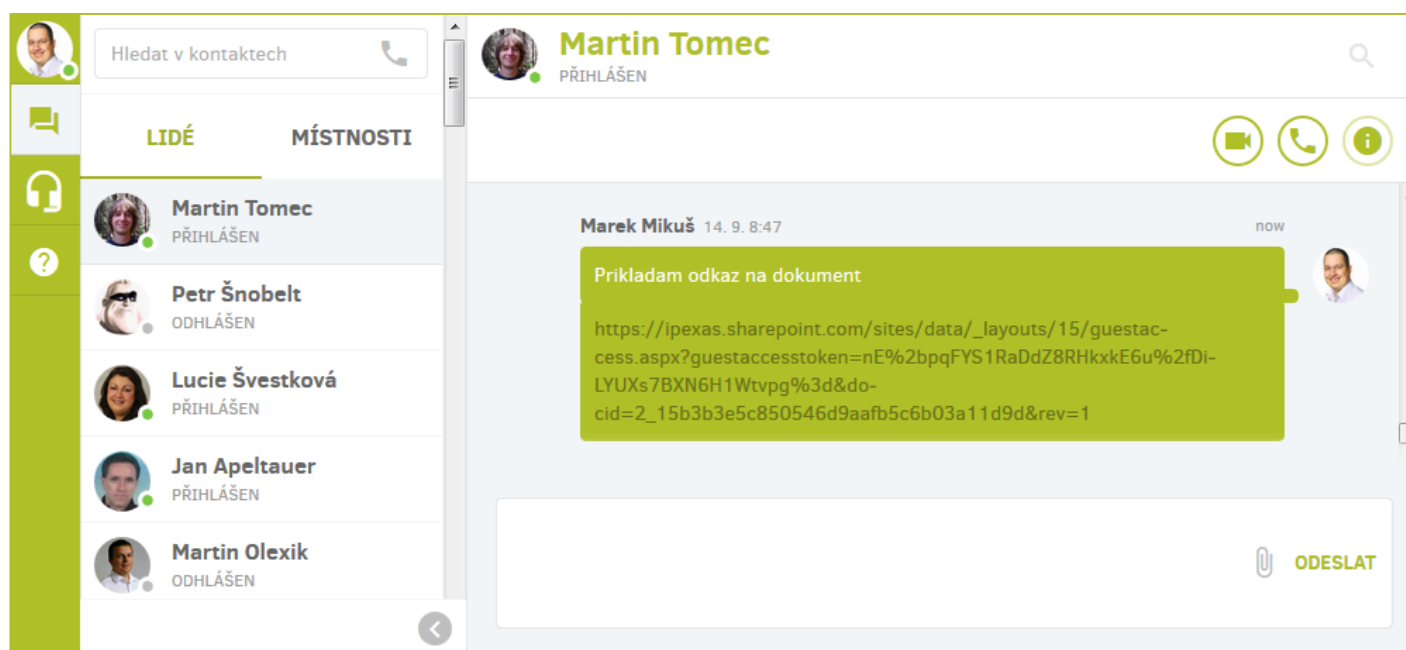 Hledat v kontaktech
LIDÉ
MÍSTNOSTI
Martin Tomec
PŘIHLÁŠEN
Petr Šnobelt
ODHLÁŠEN
Lucie Švestková
PŘIHLÁŠEN
Jan Apeltauer
PŘIHLÁŠEN
Martin Olexik
ODHLÁŠEN
Martin Tomec
PŘIHLÁŠEN
Marek Mikuš 14. 9. 8:47
now
Prikladam odkaz na dokument
https://ipexas.sharepoint.com/sites/data/_layouts/15/guestac-
cess.aspx?guestaccesstoken=nE%2bpqFYS1RaDdZ8RHkxkE6u%2fDi-
LYUXs7BXN6H1Wtvpg%3d&do-
cid=2_15b3b3e5c850546d9aafb5c6b03a11d9d&rev=1
ODESLAT